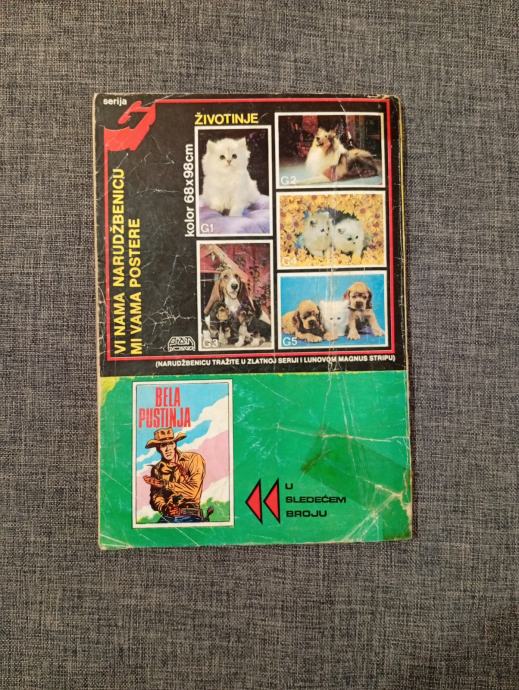 serija
ŽIVOTINJE
VI NAMA NARUDŽBENICU
MI VAMA POSTERE
kolor 68x98cm
G1
G2
G3
G4
G5
(NARUDŽBENICU TRAŽITE U ZLATNOJ SERIJI I LUNOVOM MAGNUS STRIPU)
BELA
PUSTINJA
U
SLEDEĆEM
BROJU